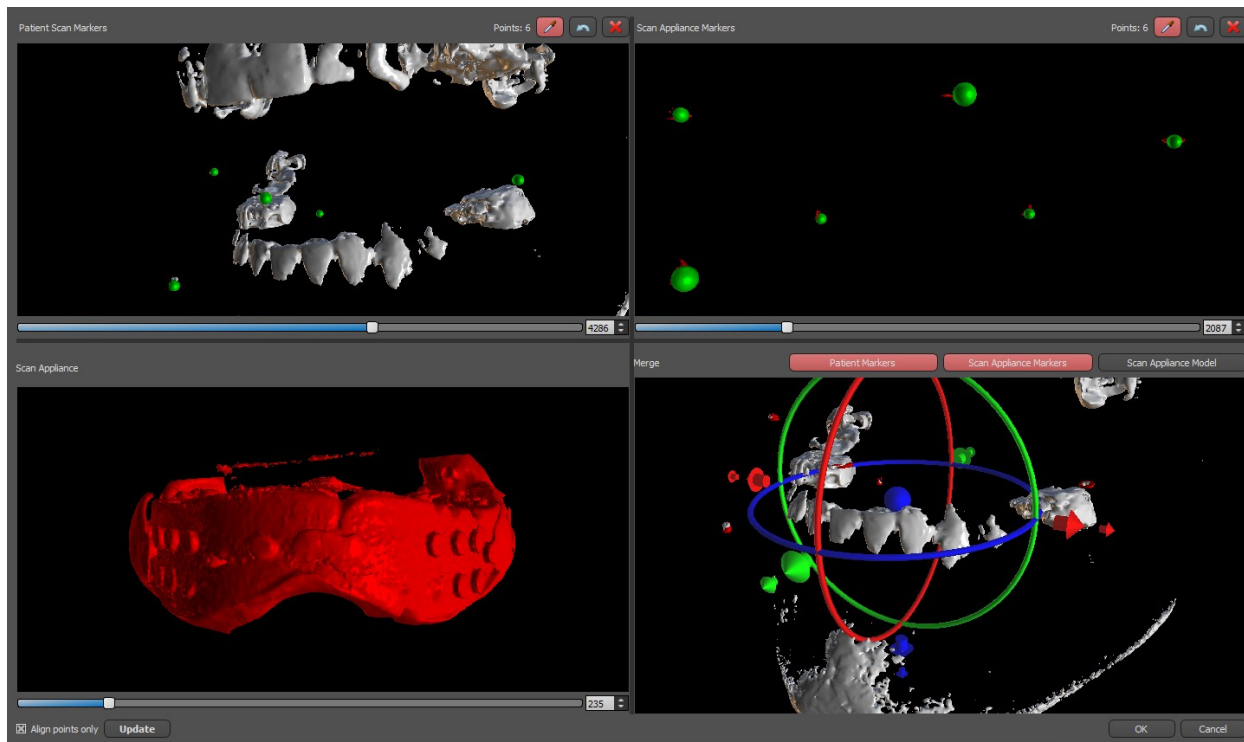 Patient Scan Markers
Points: 6
Scan Appliance Markers
Points: 6
4286
2087
Scan Appliance
Merge
Patient Markers
Scan Appliance Markers
Scan Appliance Model
235
Align points only
Update
OK
Cancel